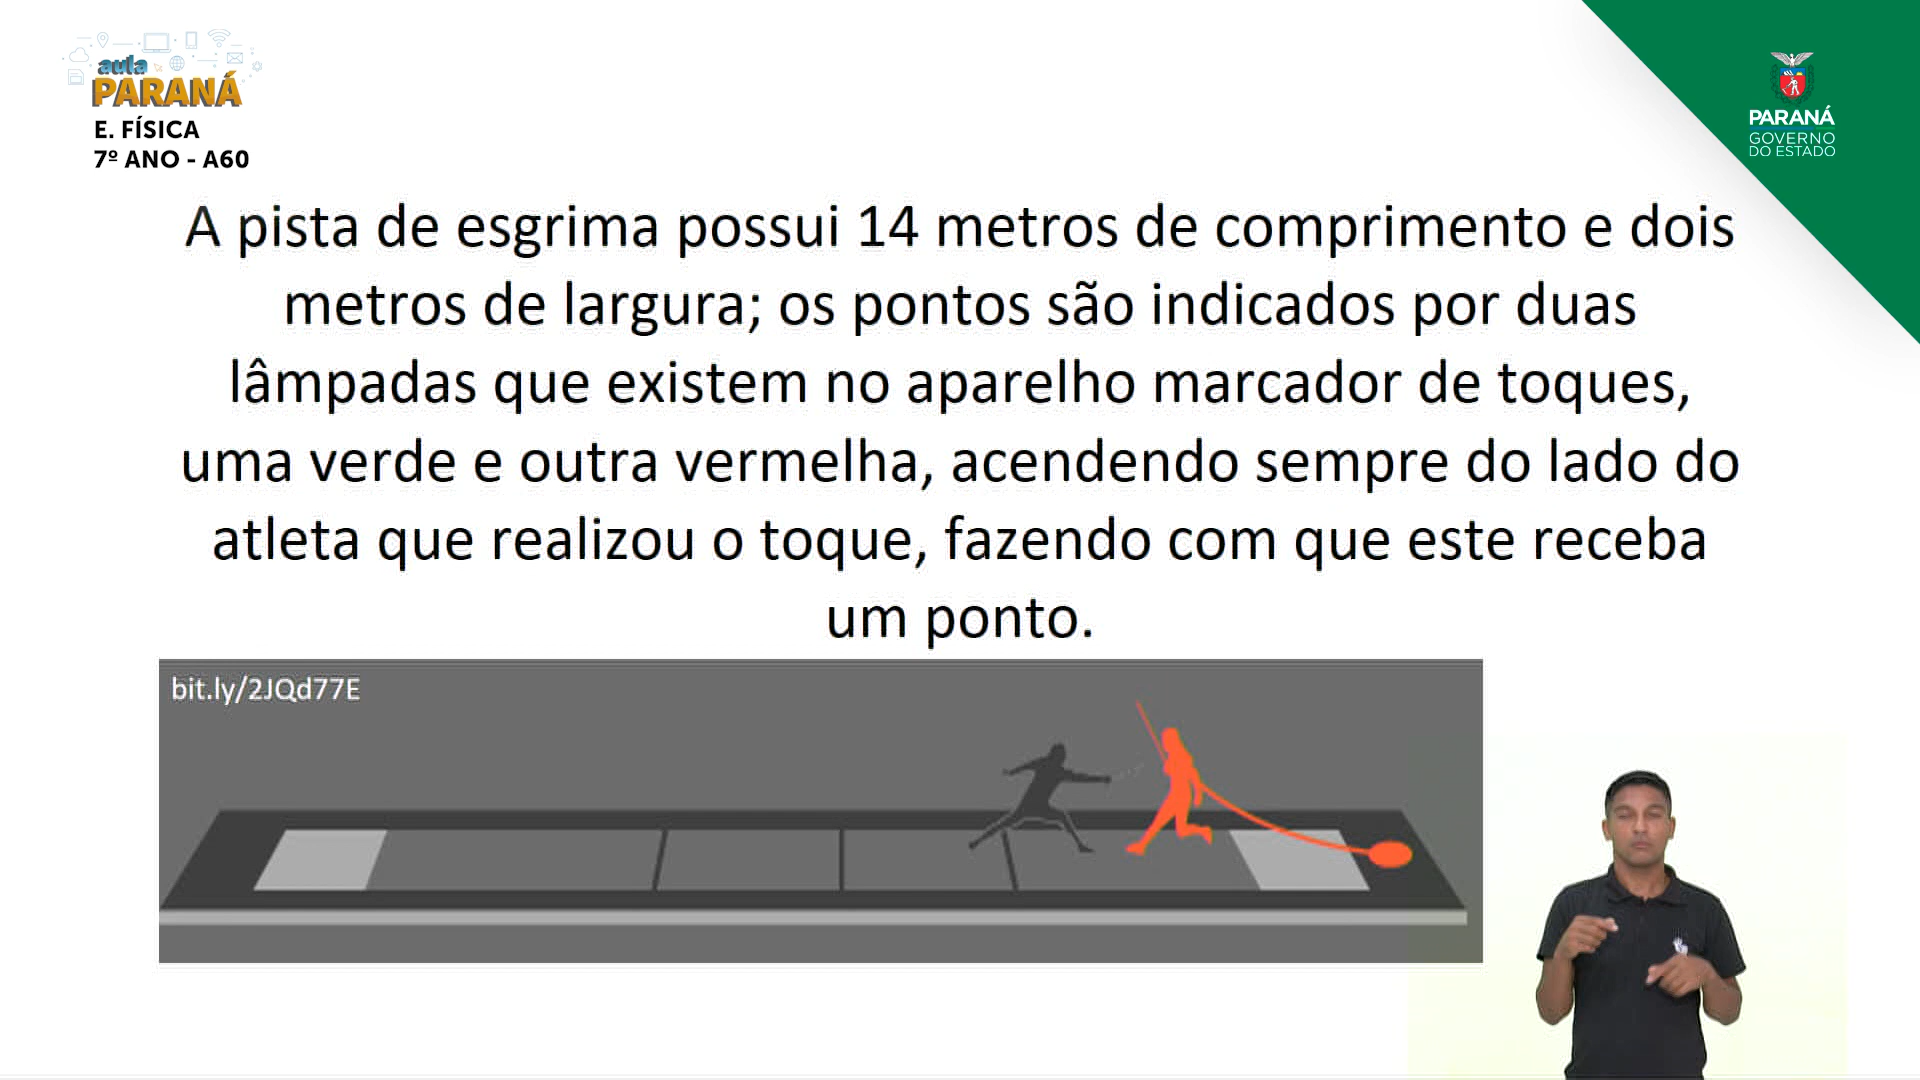 aula
PARANÁ
E. FÍSICA
7º ANO - A60
PARANÁ
GOVERNO
DO ESTADO
A pista de esgrima possui 14 metros de comprimento e dois
metros de largura; os pontos são indicados por duas
lâmpadas que existem no aparelho marcador de toques,
uma verde e outra vermelha, acendendo sempre do lado do
atleta que realizou o toque, fazendo com que este receba
um ponto.
bit.ly/2JQd77E